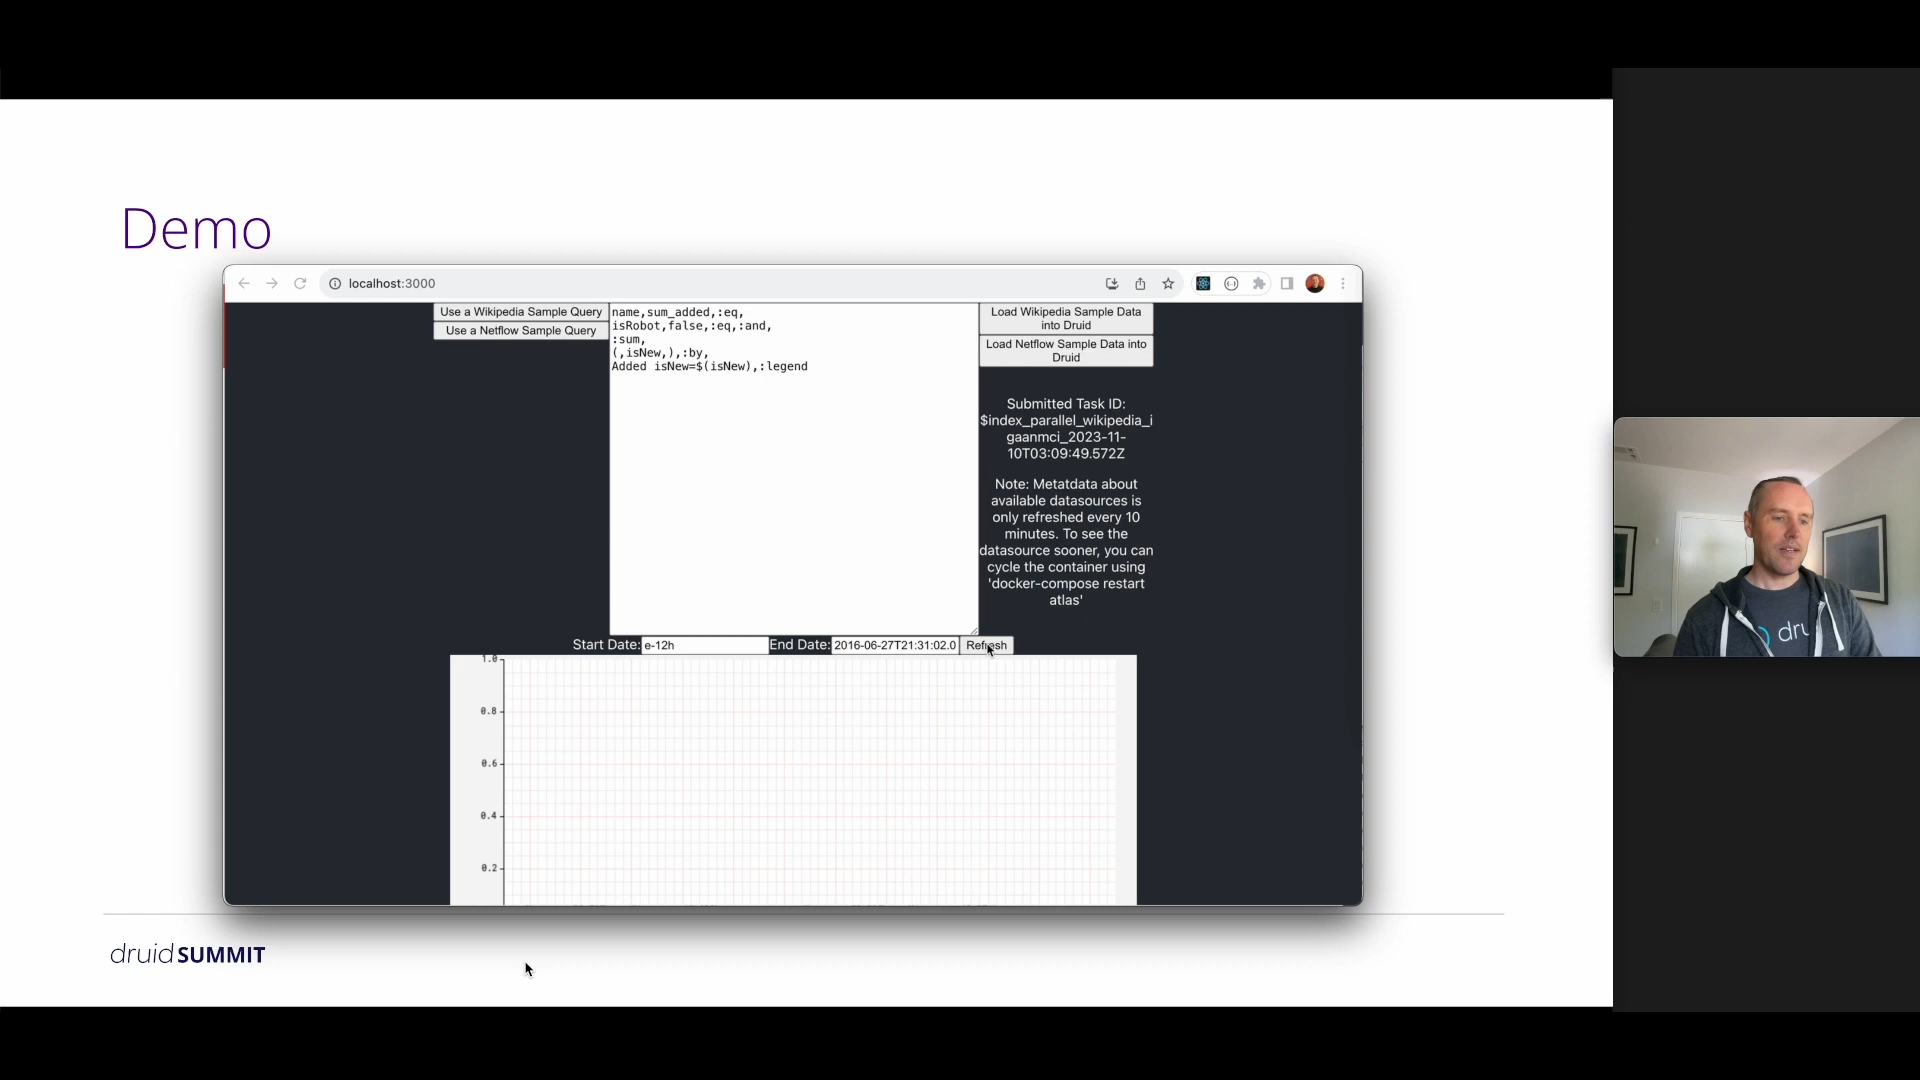 Demo
localhost:3000
Use a Wikipedia Sample Query
Use a Netflow Sample Query
name,sum_added,:eq,
isRobot,false,:eq,:and,
:sum,
(,isNew,),:by,
Added isNew=$(isNew),:legend
Load Wikipedia Sample Data
into Druid
Load Netflow Sample Data into
Druid
Submitted Task ID:
$index_parallel_wikipedia_i
gaanmci_2023-11-
10T03:09:49.572Z
Note: Metatdata about
available datasources is
only refreshed every 10
minutes. To see the
datasource sooner, you can
cycle the container using
'docker-compose restart
atlas'
Start Date: e-12h End Date: 2016-06-27T21:31:02.0 Refresh
1.0
0.8
0.6
0.4
0.2
druid SUMMIT
dru